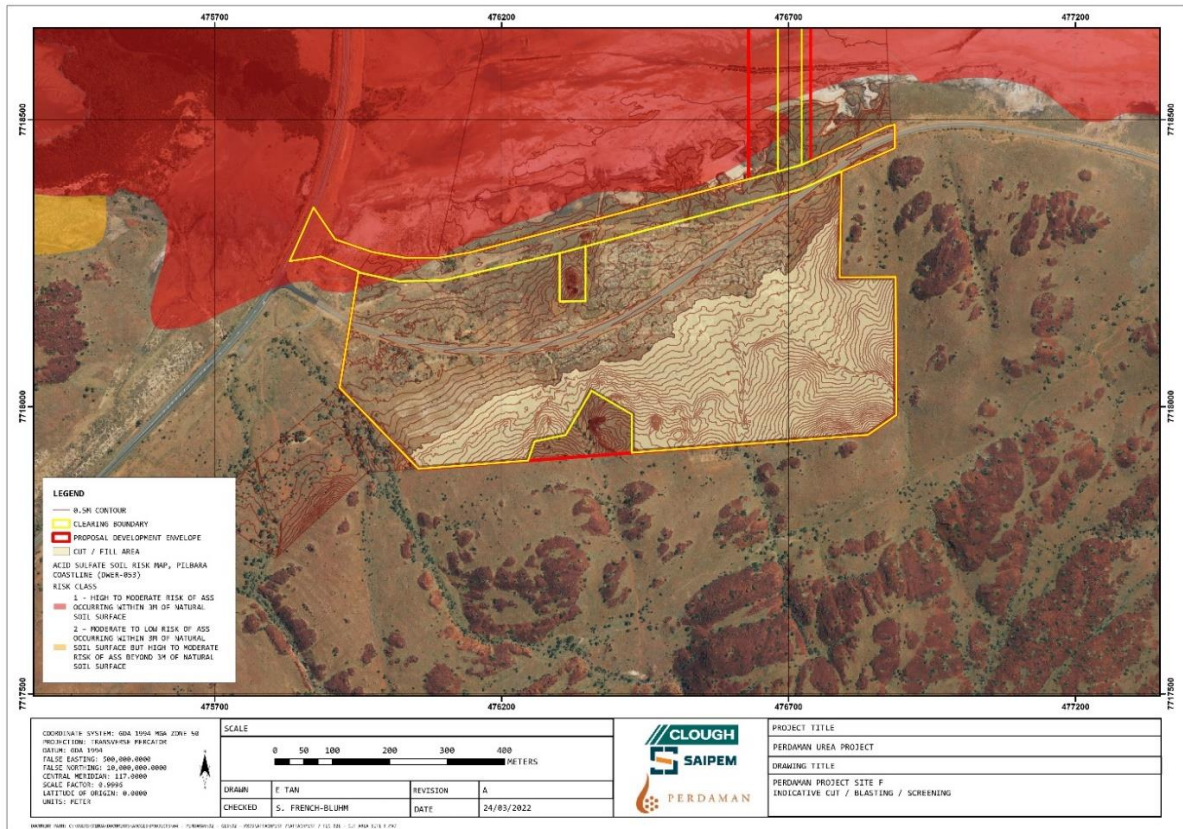 475700 476200 476700 477200
7718500 7718500
7718000 7718000
7717500 7717500
475700 476200 476700 477200
LEGEND
0.5M CONTOUR
CLEARING BOUNDARY
PROPOSAL DEVELOPMENT ENVELOPE
CUT / FILL AREA
ACID SULFATE SOIL RISK MAP, PILBARA
COASTLINE (DWER-053)
RISK CLASS
1 - HIGH TO MODERATE RISK OF ASS
OCCURRING WITHIN 3M OF NATURAL
SOIL SURFACE
2 - MODERATE TO LOW RISK OF ASS
OCCURRING WITHIN 3M OF NATURAL
SOIL SURFACE BUT HIGH TO MODERATE
RISK OF ASS BEYOND 3M OF NATURAL
SOIL SURFACE
COORDINATE SYSTEM: GDA 1994 MGA ZONE 50
PROJECTION: TRANSVERSE MERCATOR
DATUM: GDA 1994
FALSE EASTING: 500,000.0000
FALSE NORTHING: 10,000,000.0000
CENTRAL MERIDIAN: 117.0000
SCALE FACTOR: 0.9996
LATITUDE OF ORIGIN: 0.0000
UNITS: METER
SCALE
0 50 100 200 300 400
METERS
DRAWN E TAN REVISION A
CHECKED S. FRENCH-BLUHM DATE 24/03/2022
CLOUGH
SAIPEM
PERDAMAN
PROJECT TITLE
PERDAMAN UREA PROJECT
DRAWING TITLE
PERDAMAN PROJECT SITE F
INDICATIVE CUT / BLASTING / SCREENING